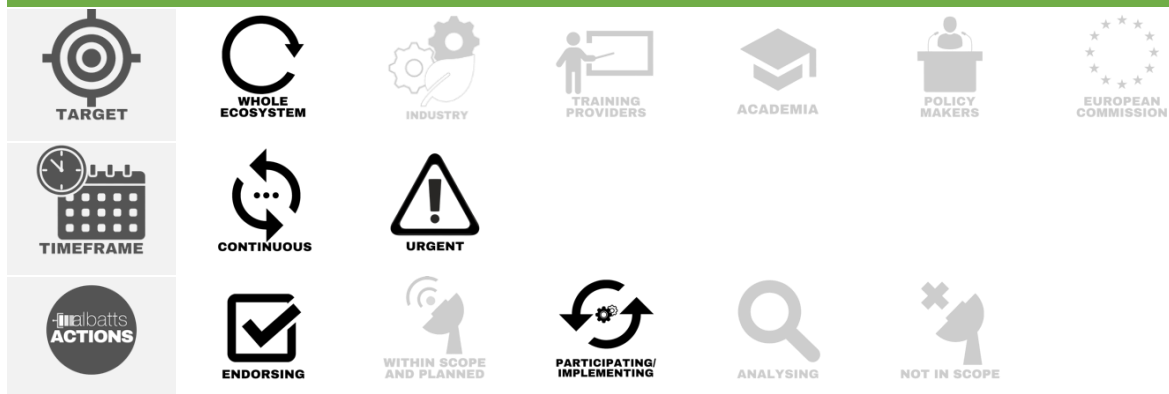 TARGET
WHOLE
ECOSYSTEM
INDUSTRY
TRAINING
PROVIDERS
ACADEMIA
POLICY
MAKERS
EUROPEAN
COMMISSION
TIMEFRAME
CONTINUOUS
URGENT
albatts
ACTIONS
ENDORSING
WITHIN SCOPE
AND PLANNED
PARTICIPATING/
IMPLEMENTING
ANALYSING
NOT IN SCOPE